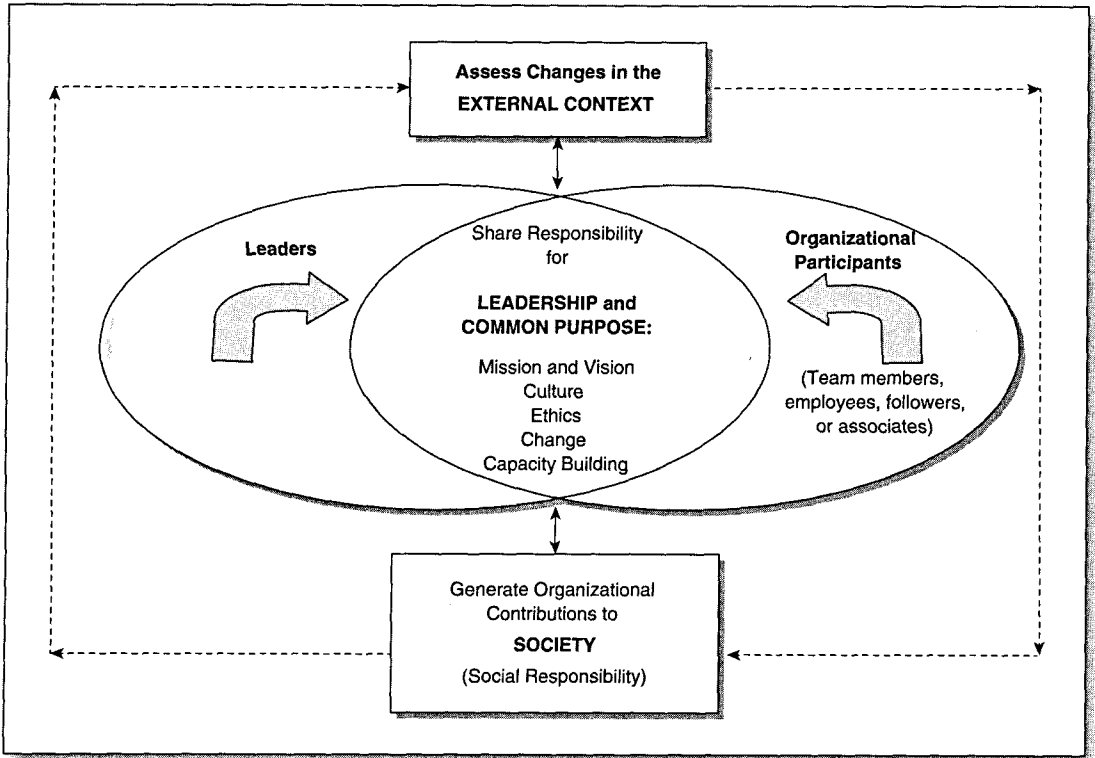 Assess Changes in the
EXTERNAL CONTEXT
Leaders
Share Responsibility
for
LEADERSHIP and
COMMON PURPOSE:
Mission and Vision
Culture
Ethics
Change
Capacity Building
Organizational
Participants
(Team members,
employees, followers,
or associates)
Generate Organizational
Contributions to
SOCIETY
(Social Responsibility)